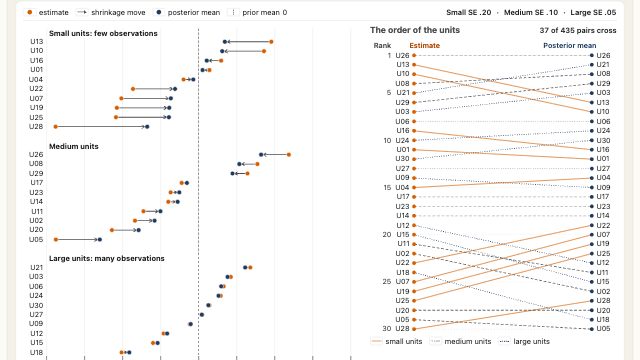 estimate shrinkage move posterior mean prior mean 0 Small SE .20 · Medium SE .10 · Large SE .05
Small units: few observations
U13
U10
U16
U01
U04
U22
U07
U19
U25
U28
Medium units
U26
U08
U29
U17
U23
U14
U11
U02
U20
U05
Large units: many observations
U21
U03
U06
U24
U30
U27
U09
U12
U15
U18
The order of the units 37 of 435 pairs cross
Rank Estimate Posterior mean
1 U26 U26
U13 U21
U10 U08
U08 U29
5 U21 U03
U29 U13
U03 U10
U06 U06
U16 U24
10 U24 U30
U01 U16
U30 U01
U27 U27
U09 U04
15 U04 U09
U17 U17
U23 U23
U14 U14
U12 U22
20 U15 U07
U11 U19
U02 U25
U22 U12
U18 U11
25 U07 U15
U19 U02
U25 U28
U20 U20
U05 U18
30 U28 U05
small units medium units large units